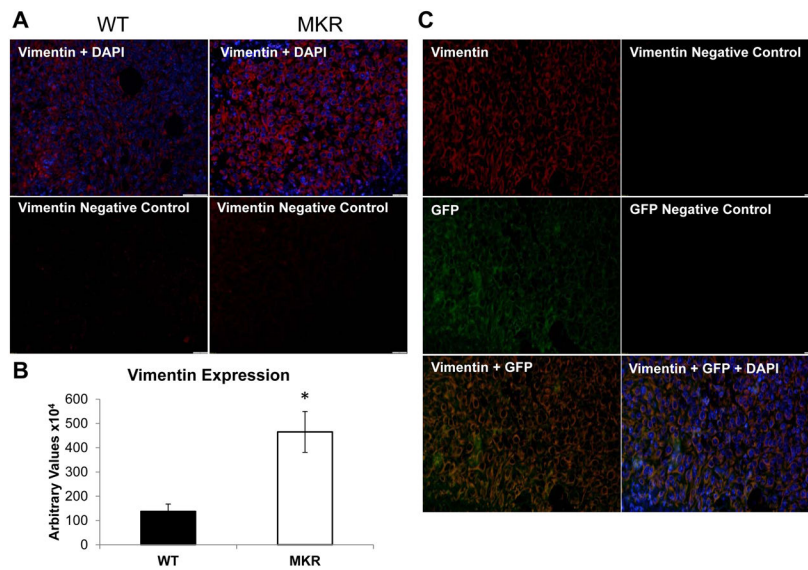 A
WT
MKR
Vimentin + DAPI
Vimentin + DAPI
Vimentin Negative Control
Vimentin Negative Control
B
Vimentin Expression
Arbitrary Values x10⁴
600
500
400
300
200
100
0
*
WT
MKR
C
Vimentin
Vimentin Negative Control
GFP
GFP Negative Control
Vimentin + GFP
Vimentin + GFP + DAPI